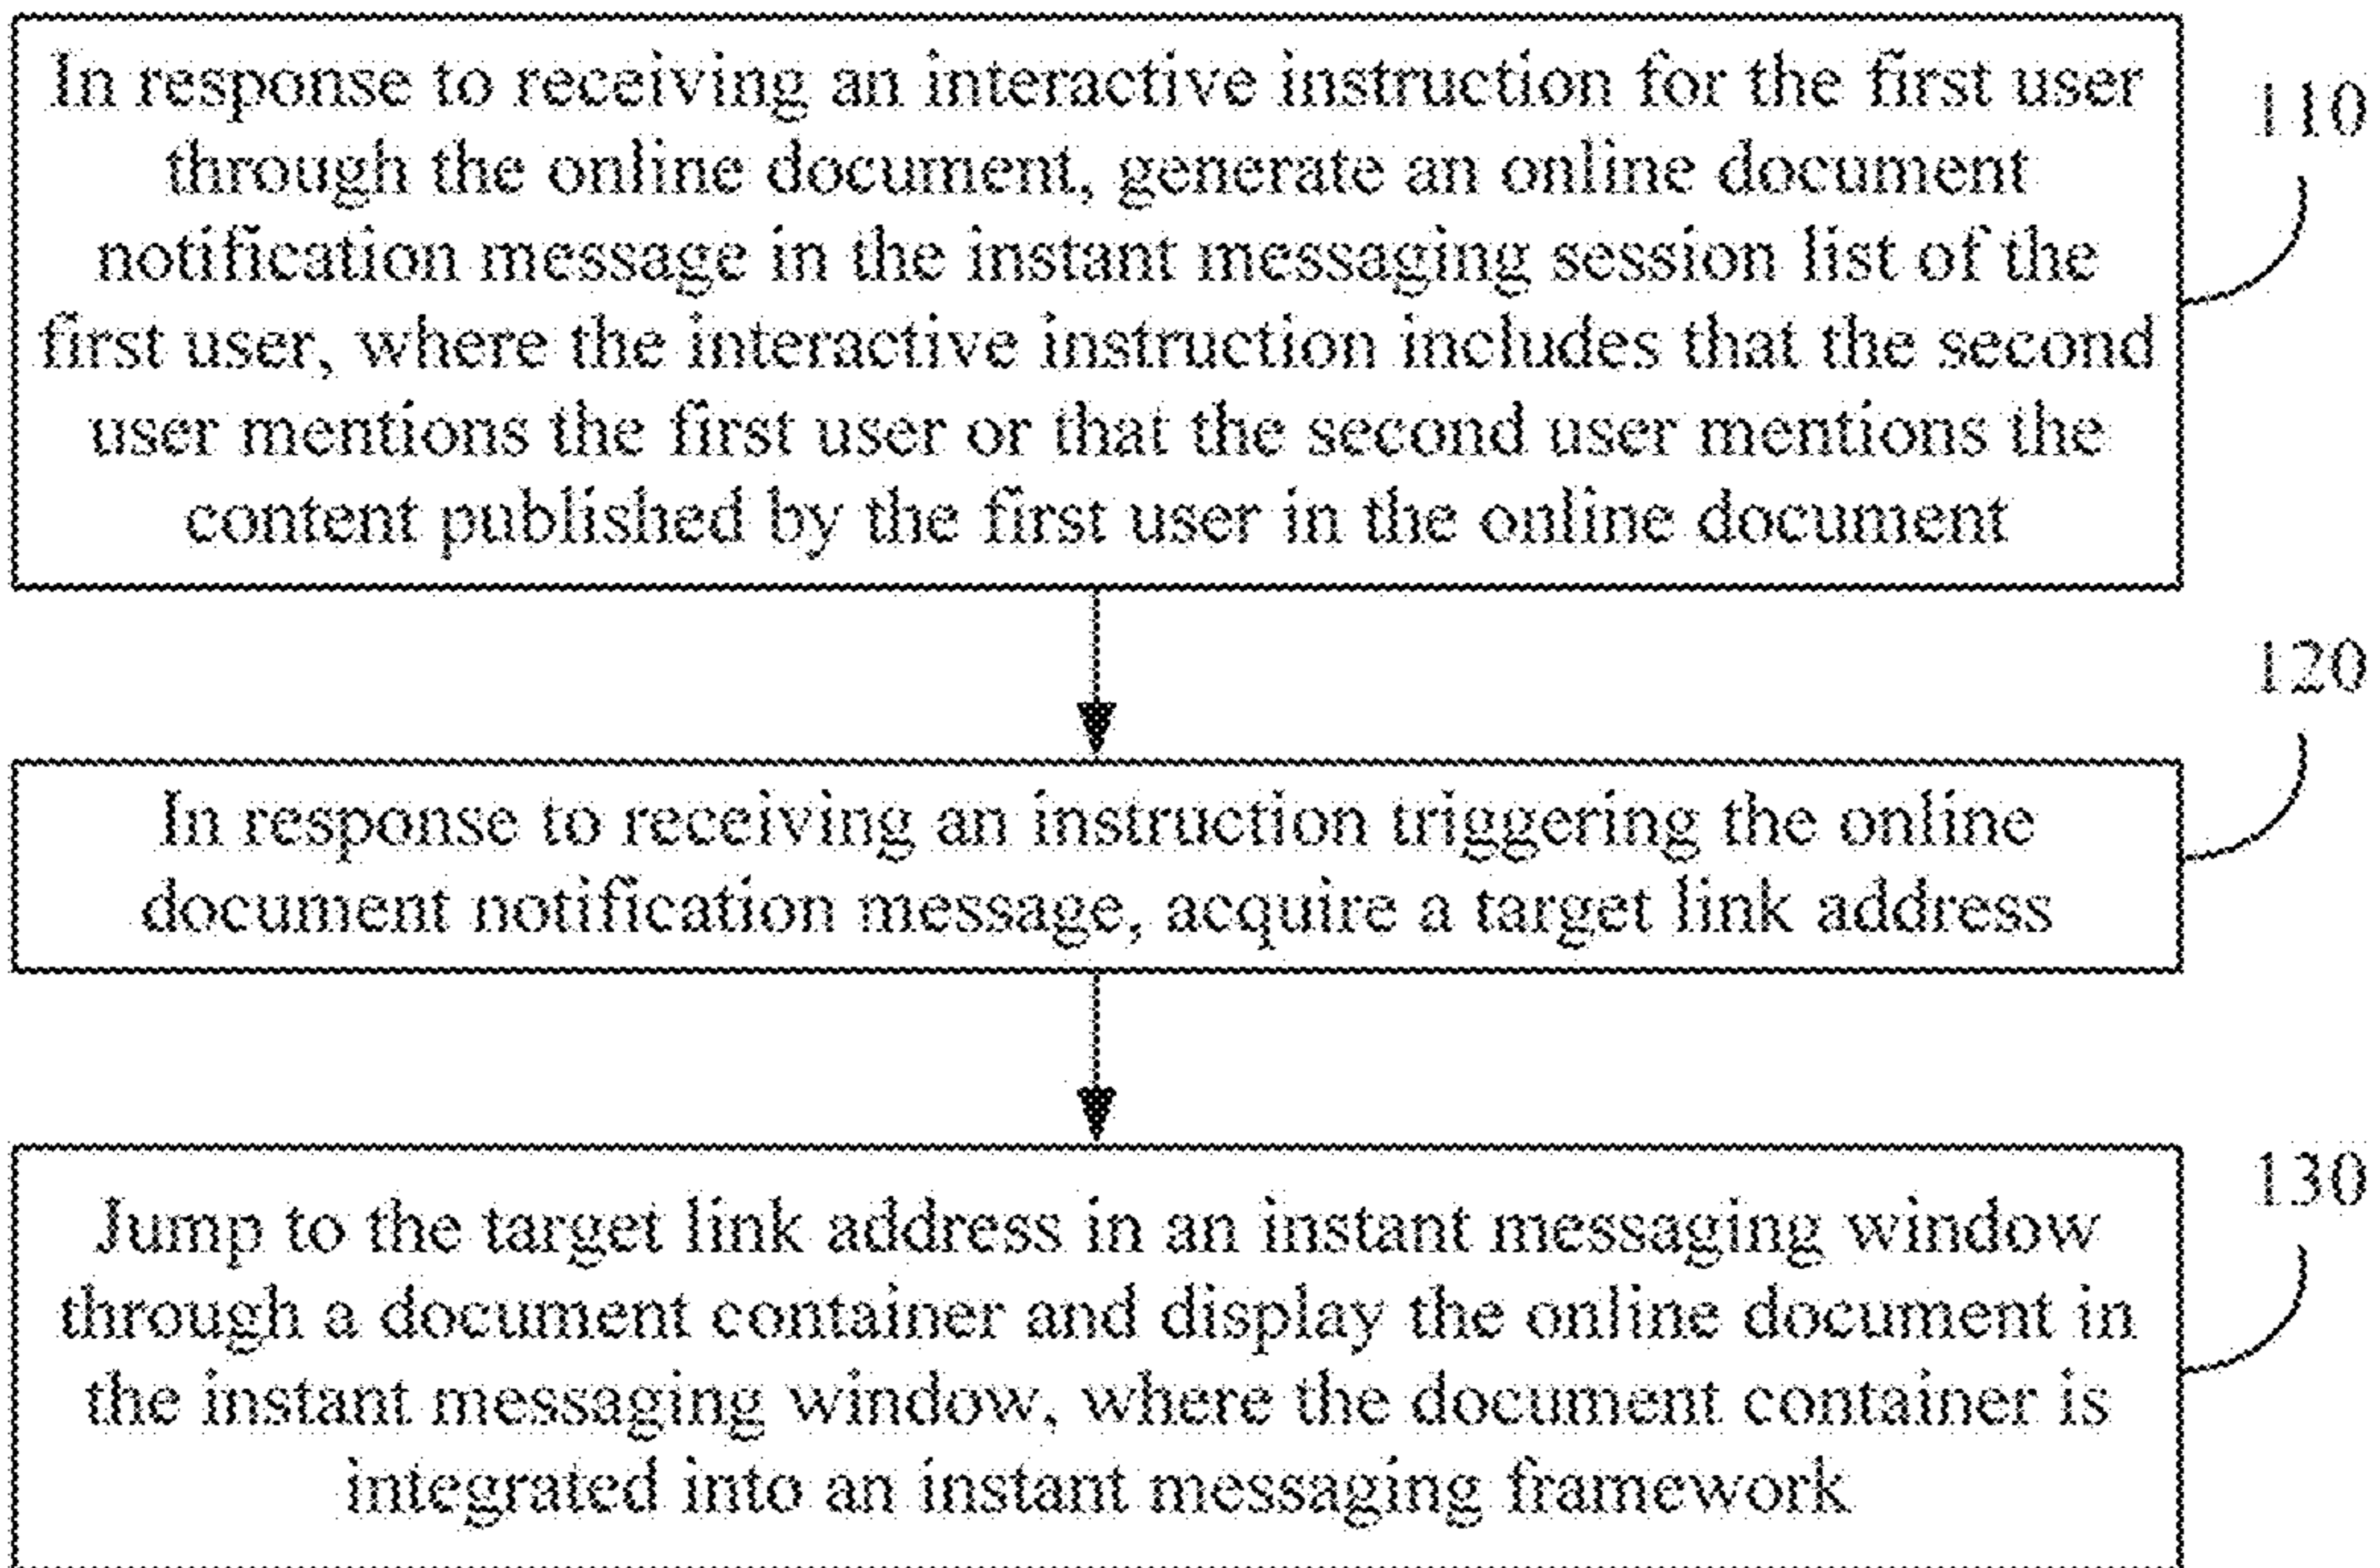 In response to receiving an interactive instruction for the first user
through the online document, generate an online document
notification message in the instant messaging session list of the
first user, where the interactive instruction includes that the second
user mentions the first user or that the second user mentions the
content published by the first user in the online document
110
In response to receiving an instruction triggering the online
document notification message, acquire a target link address
120
Jump to the target link address in an instant messaging window
through a document container and display the online document in
the instant messaging window, where the document container is
integrated into an instant messaging framework
130